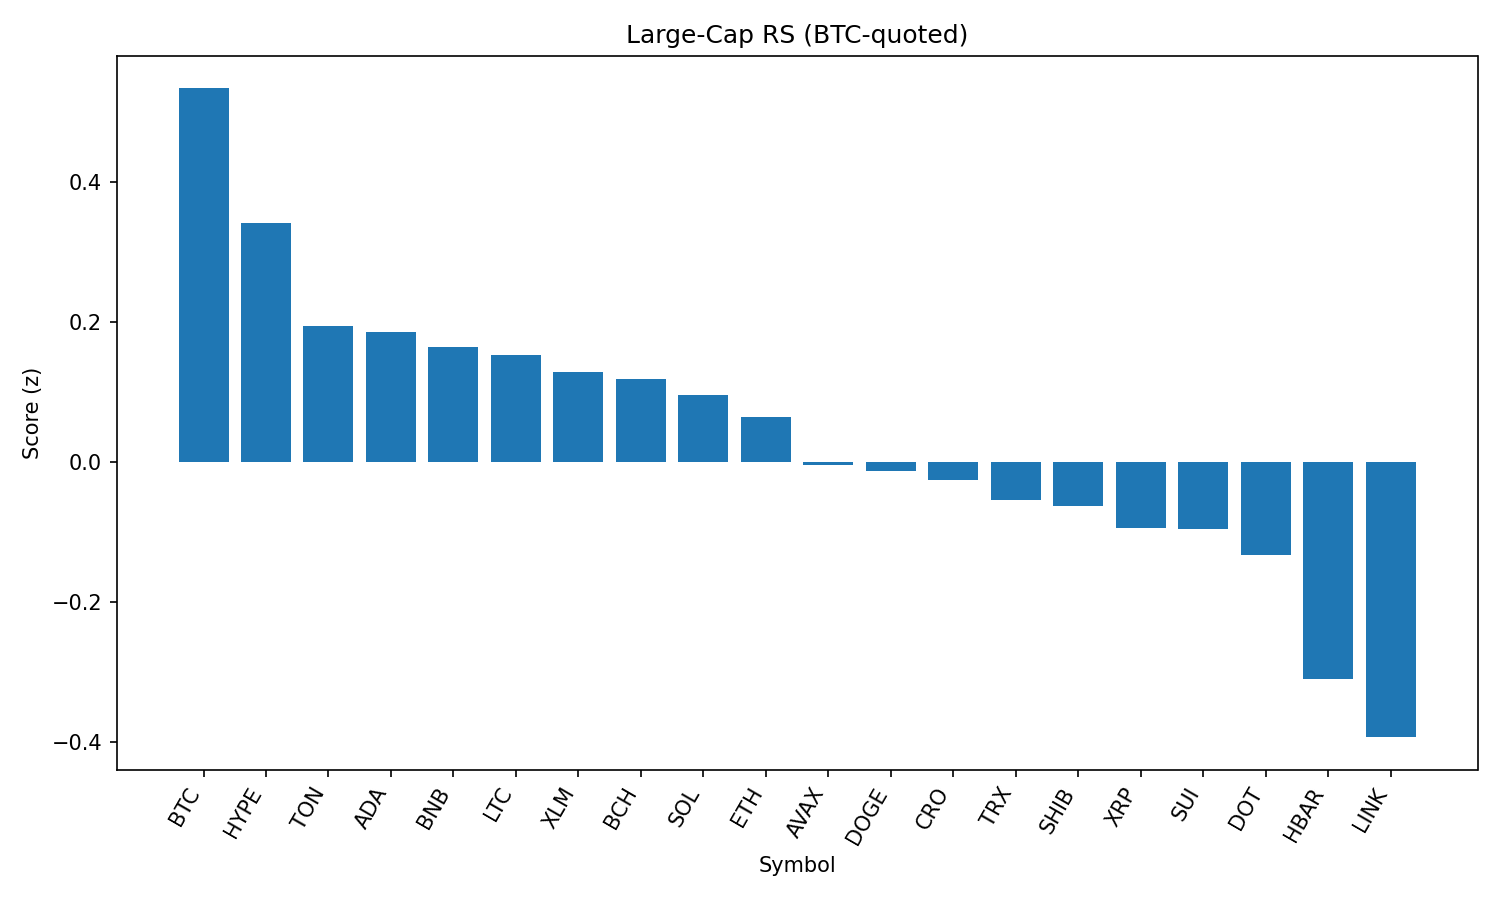 Large-Cap RS (BTC-quoted)
Score (z)
0.4
0.2
0.0
−0.2
−0.4
BTC
HYPE
TON
ADA
BNB
LTC
XLM
BCH
SOL
ETH
AVAX
DOGE
CRO
TRX
SHIB
XRP
SUI
DOT
HBAR
LINK
Symbol